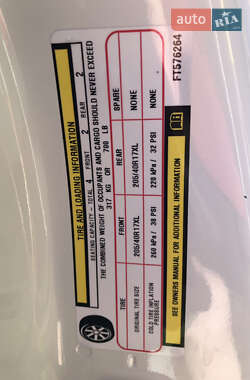 auto RIA.com
TIRE AND LOADING INFORMATION
SEATING CAPACITY - TOTAL 4 FRONT 2 REAR 2
THE COMBINED WEIGHT OF OCCUPANTS AND CARGO SHOULD NEVER EXCEED
317 KG OR 700 LB
TIRE FRONT REAR SPARE
ORIGINAL TIRE SIZE 205/40R17XL 205/40R17XL NONE
COLD TIRE INFLATION PRESSURE 260 kPa / 38 PSI 220 kPa / 32 PSI NONE
SEE OWNERS MANUAL FOR ADDITIONAL INFORMATION
FT576264